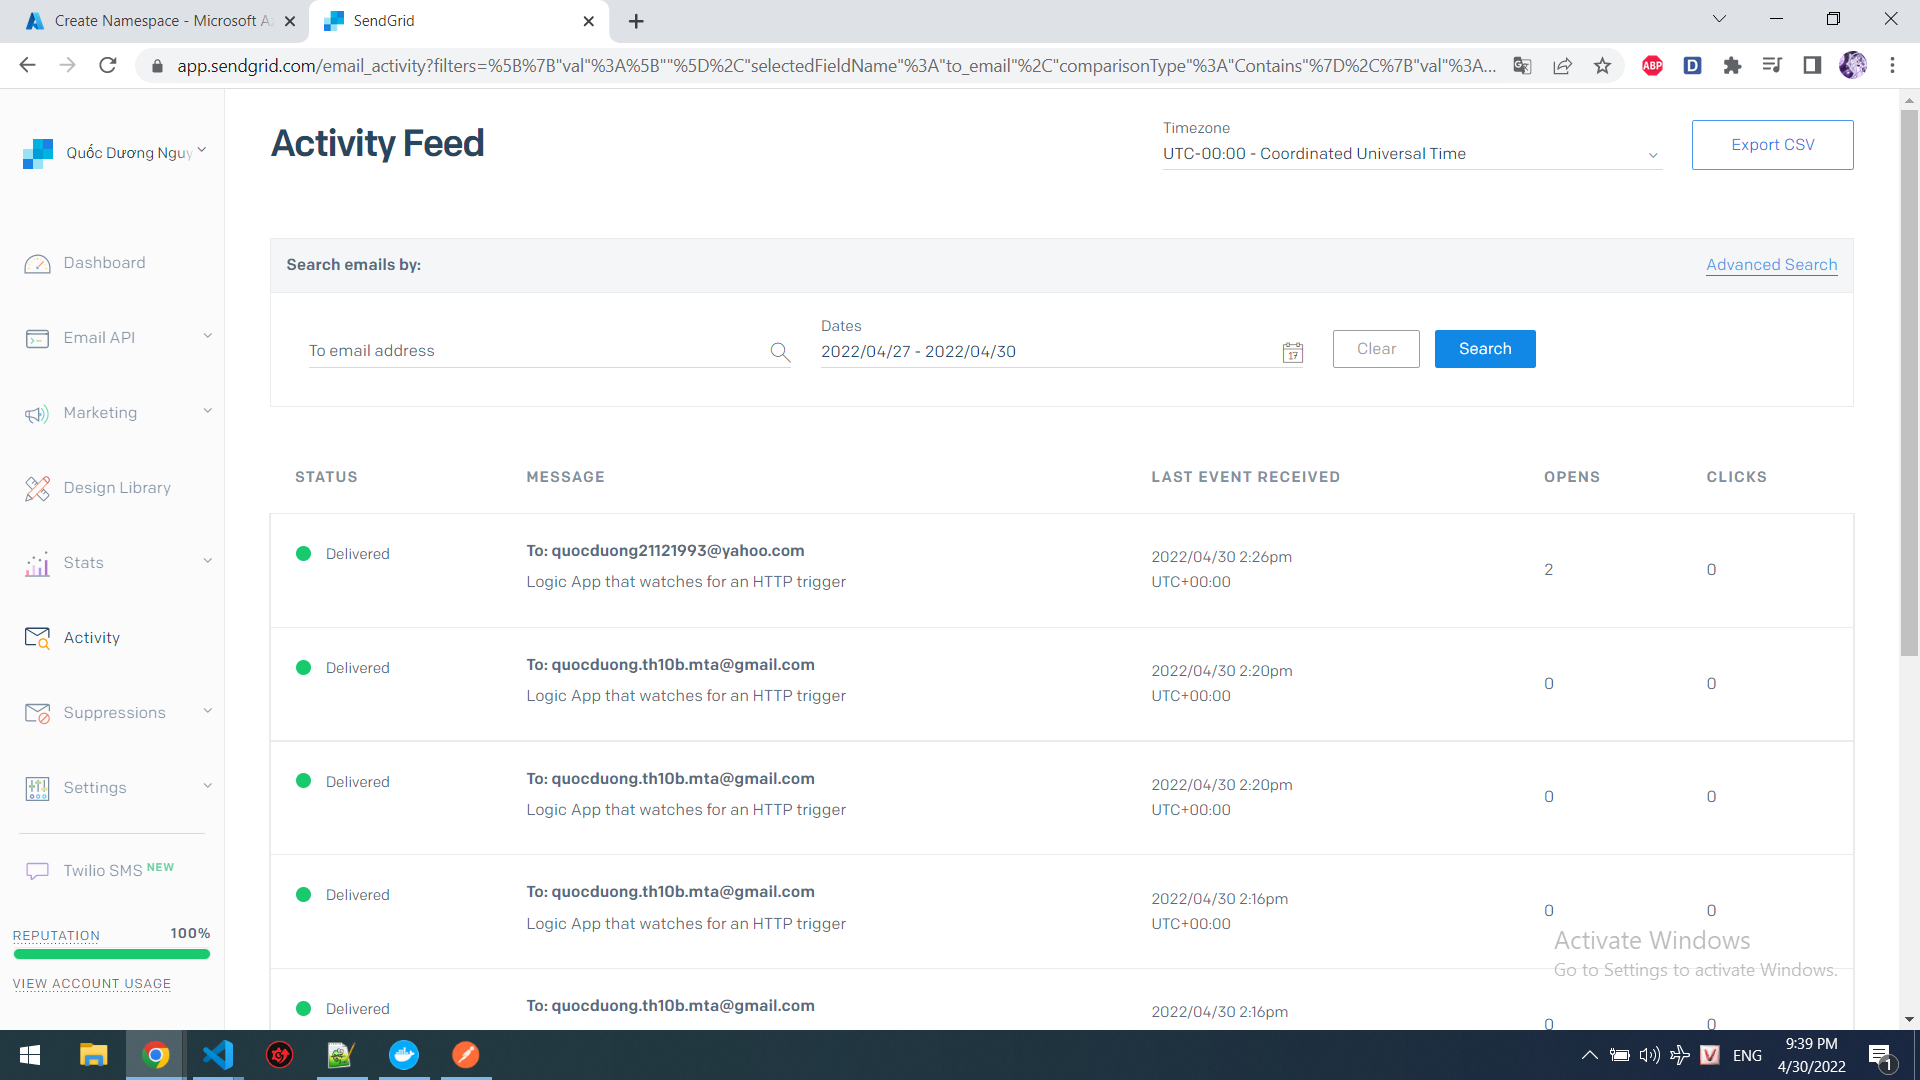 Create Namespace - Microsoft Az
SendGrid
app.sendgrid.com/email_activity?filters=%5B%7B"val"%3A%5B""%5D%2C"selectedFieldName"%3A"to_email"%2C"comparisonType"%3A"Contains"%7D%2C%7B"val"%3A...
ABP
D
Quốc Dương Nguy
Activity Feed
Timezone
UTC-00:00 - Coordinated Universal Time
Export CSV
Dashboard
Email API
Marketing
Design Library
Stats
Activity
Suppressions
Settings
Twilio SMS NEW
REPUTATION 100%
VIEW ACCOUNT USAGE
Search emails by:
Advanced Search
To email address
Dates
2022/04/27 - 2022/04/30
17
Clear
Search
STATUS MESSAGE LAST EVENT RECEIVED OPENS CLICKS
Delivered
To: quocduong21121993@yahoo.com
Logic App that watches for an HTTP trigger
2022/04/30 2:26pm
UTC+00:00
2
0
Delivered
To: quocduong.th10b.mta@gmail.com
Logic App that watches for an HTTP trigger
2022/04/30 2:20pm
UTC+00:00
0
0
Delivered
To: quocduong.th10b.mta@gmail.com
Logic App that watches for an HTTP trigger
2022/04/30 2:20pm
UTC+00:00
0
0
Delivered
To: quocduong.th10b.mta@gmail.com
Logic App that watches for an HTTP trigger
2022/04/30 2:16pm
UTC+00:00
0
0
Delivered
To: quocduong.th10b.mta@gmail.com
2022/04/30 2:16pm
0
0
Activate Windows
Go to Settings to activate Windows.
V
ENG
9:39 PM
4/30/2022
1